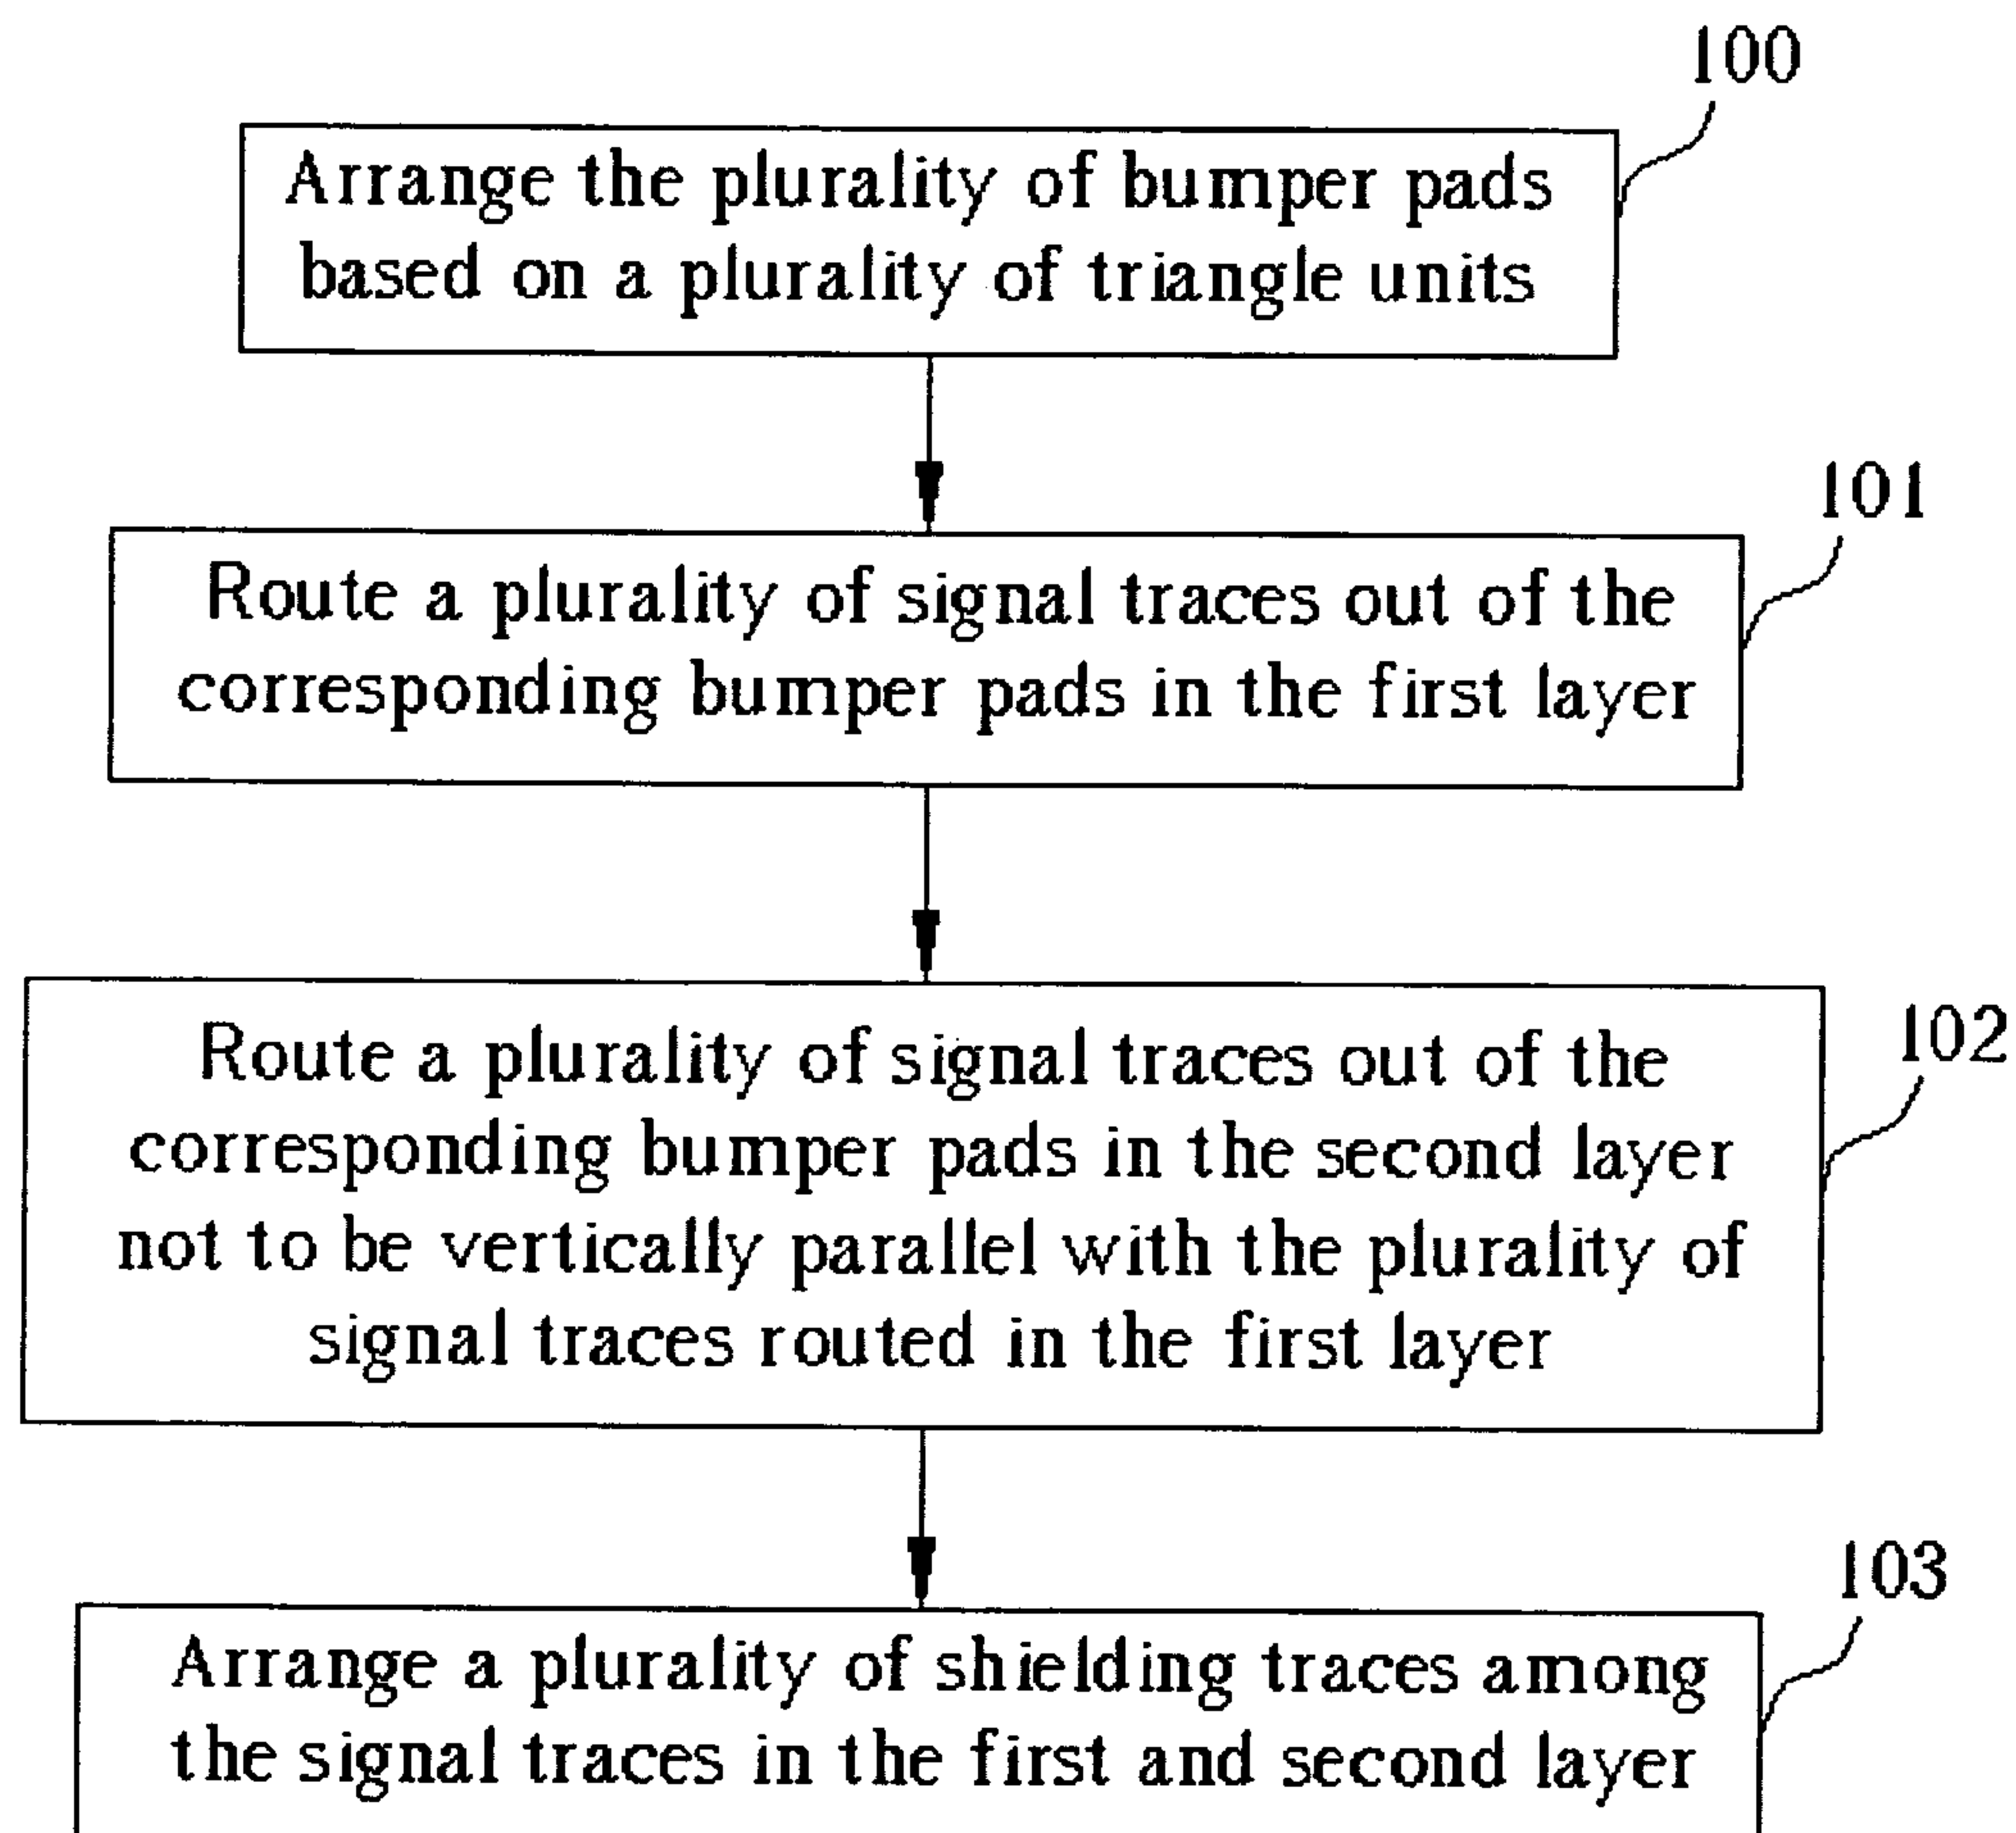 100
Arrange the plurality of bumper pads
based on a plurality of triangle units
101
Route a plurality of signal traces out of the
corresponding bumper pads in the first layer
102
Route a plurality of signal traces out of the
corresponding bumper pads in the second layer
not to be vertically parallel with the plurality of
signal traces routed in the first layer
103
Arrange a plurality of shielding traces among
the signal traces in the first and second layer